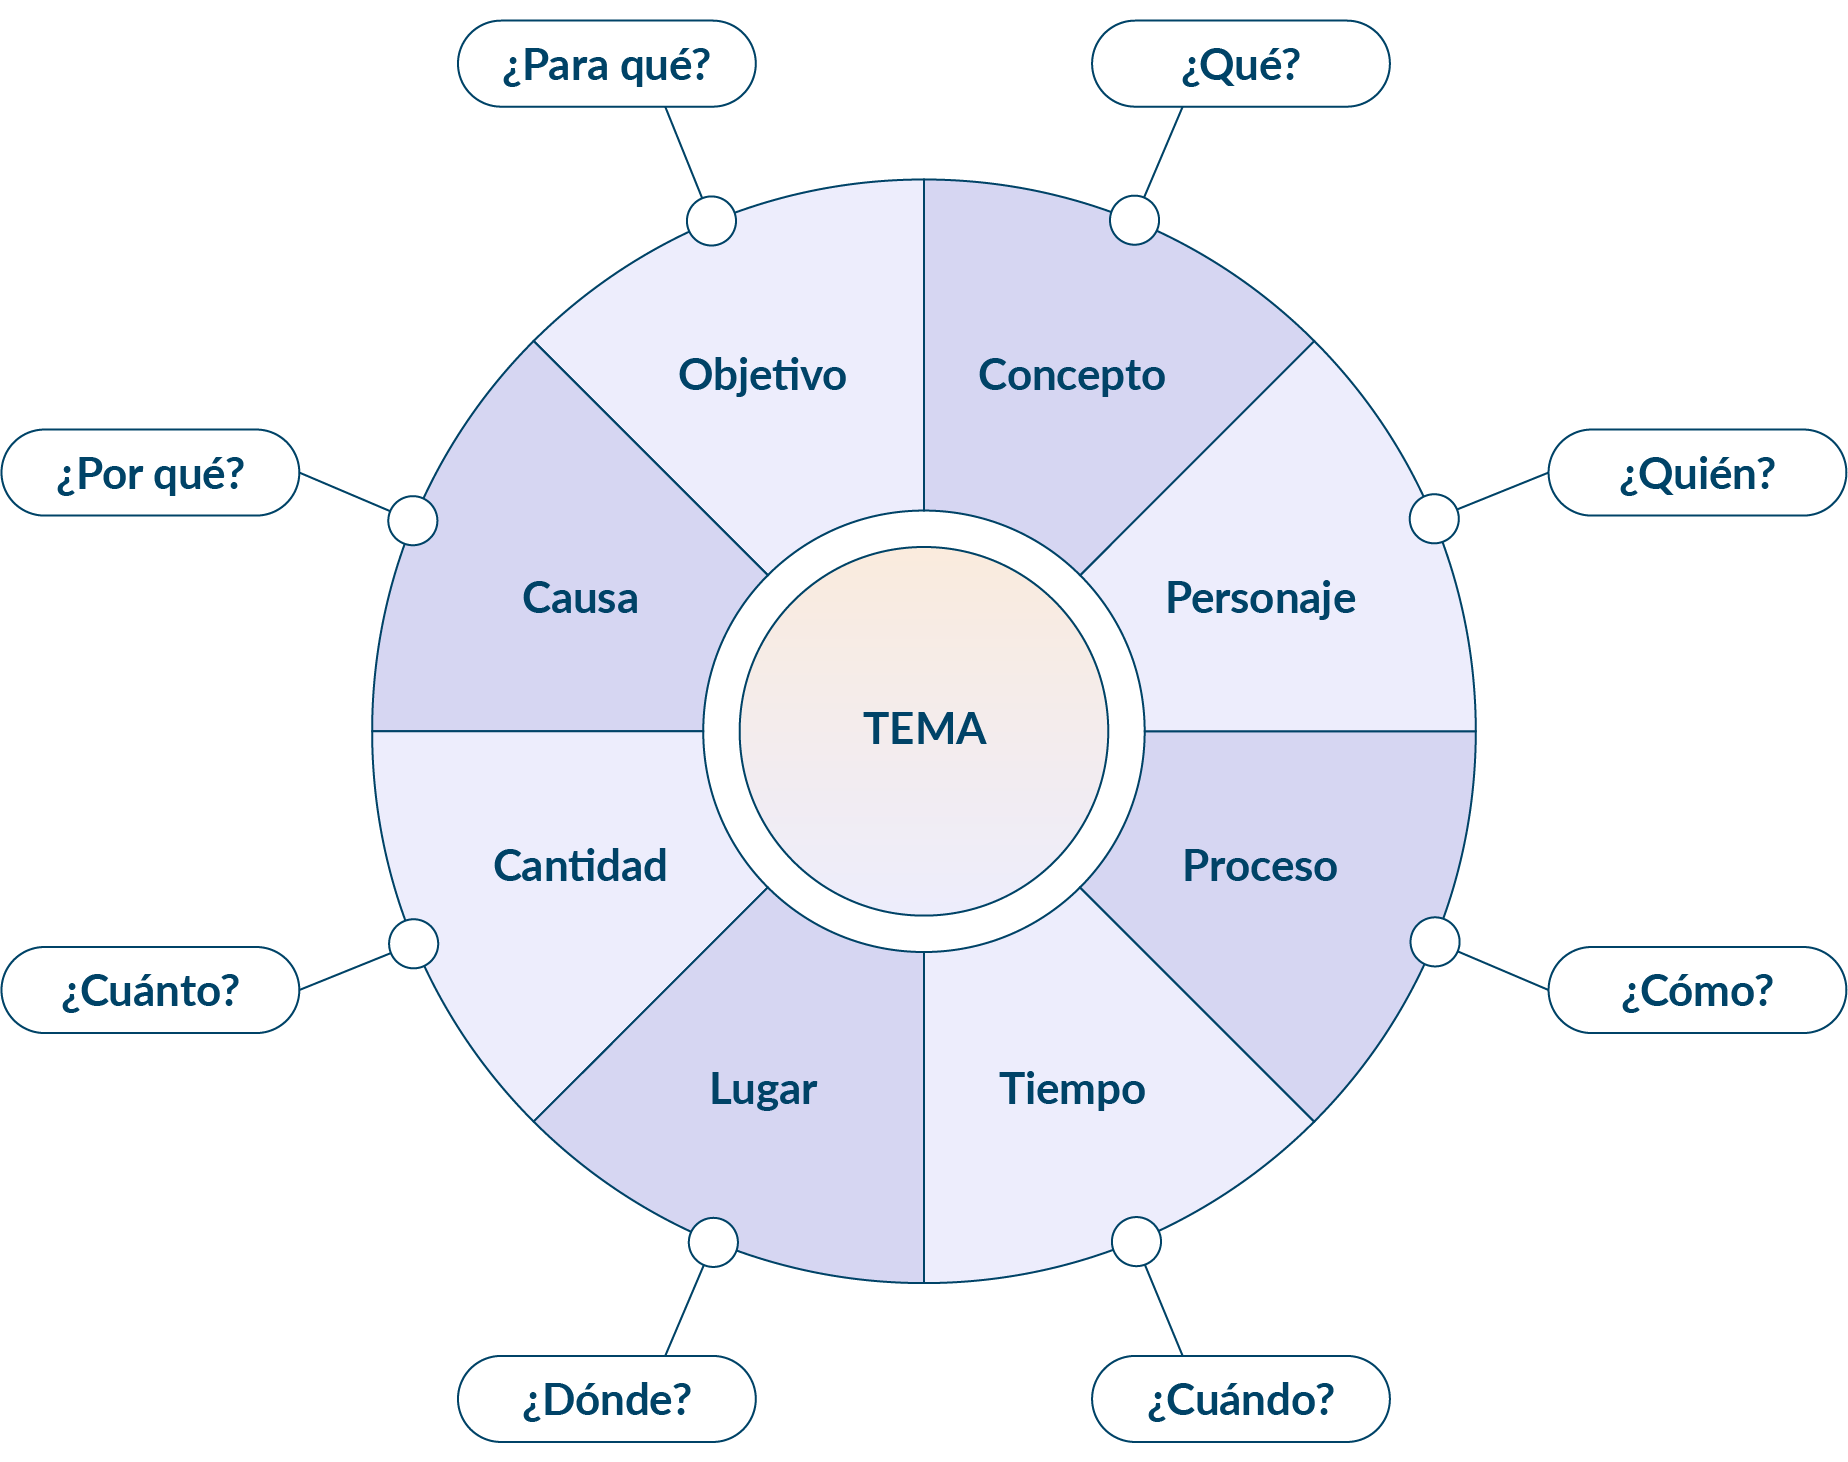 ¿Para qué?
¿Qué?
Objetivo
Concepto
¿Por qué?
¿Quién?
Causa
Personaje
TEMA
Cantidad
Proceso
¿Cuánto?
¿Cómo?
Lugar
Tiempo
¿Dónde?
¿Cuándo?